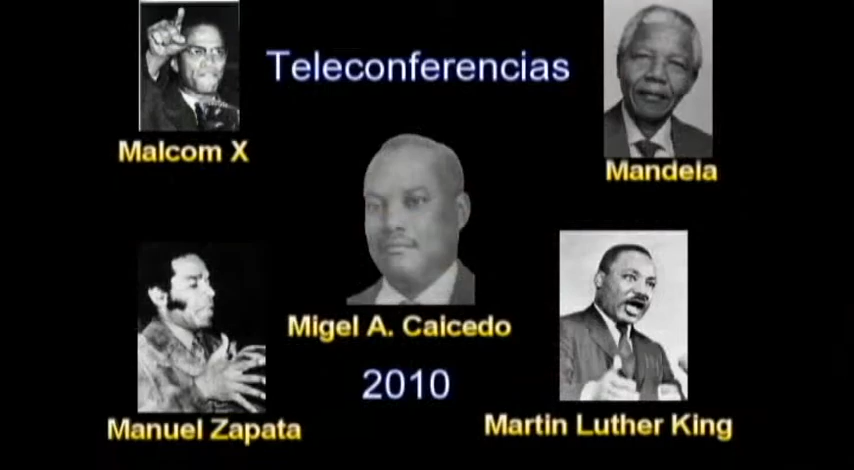 Teleconferencias
Malcom X
Mandela
Migel A. Caicedo
2010
Manuel Zapata
Martin Luther King